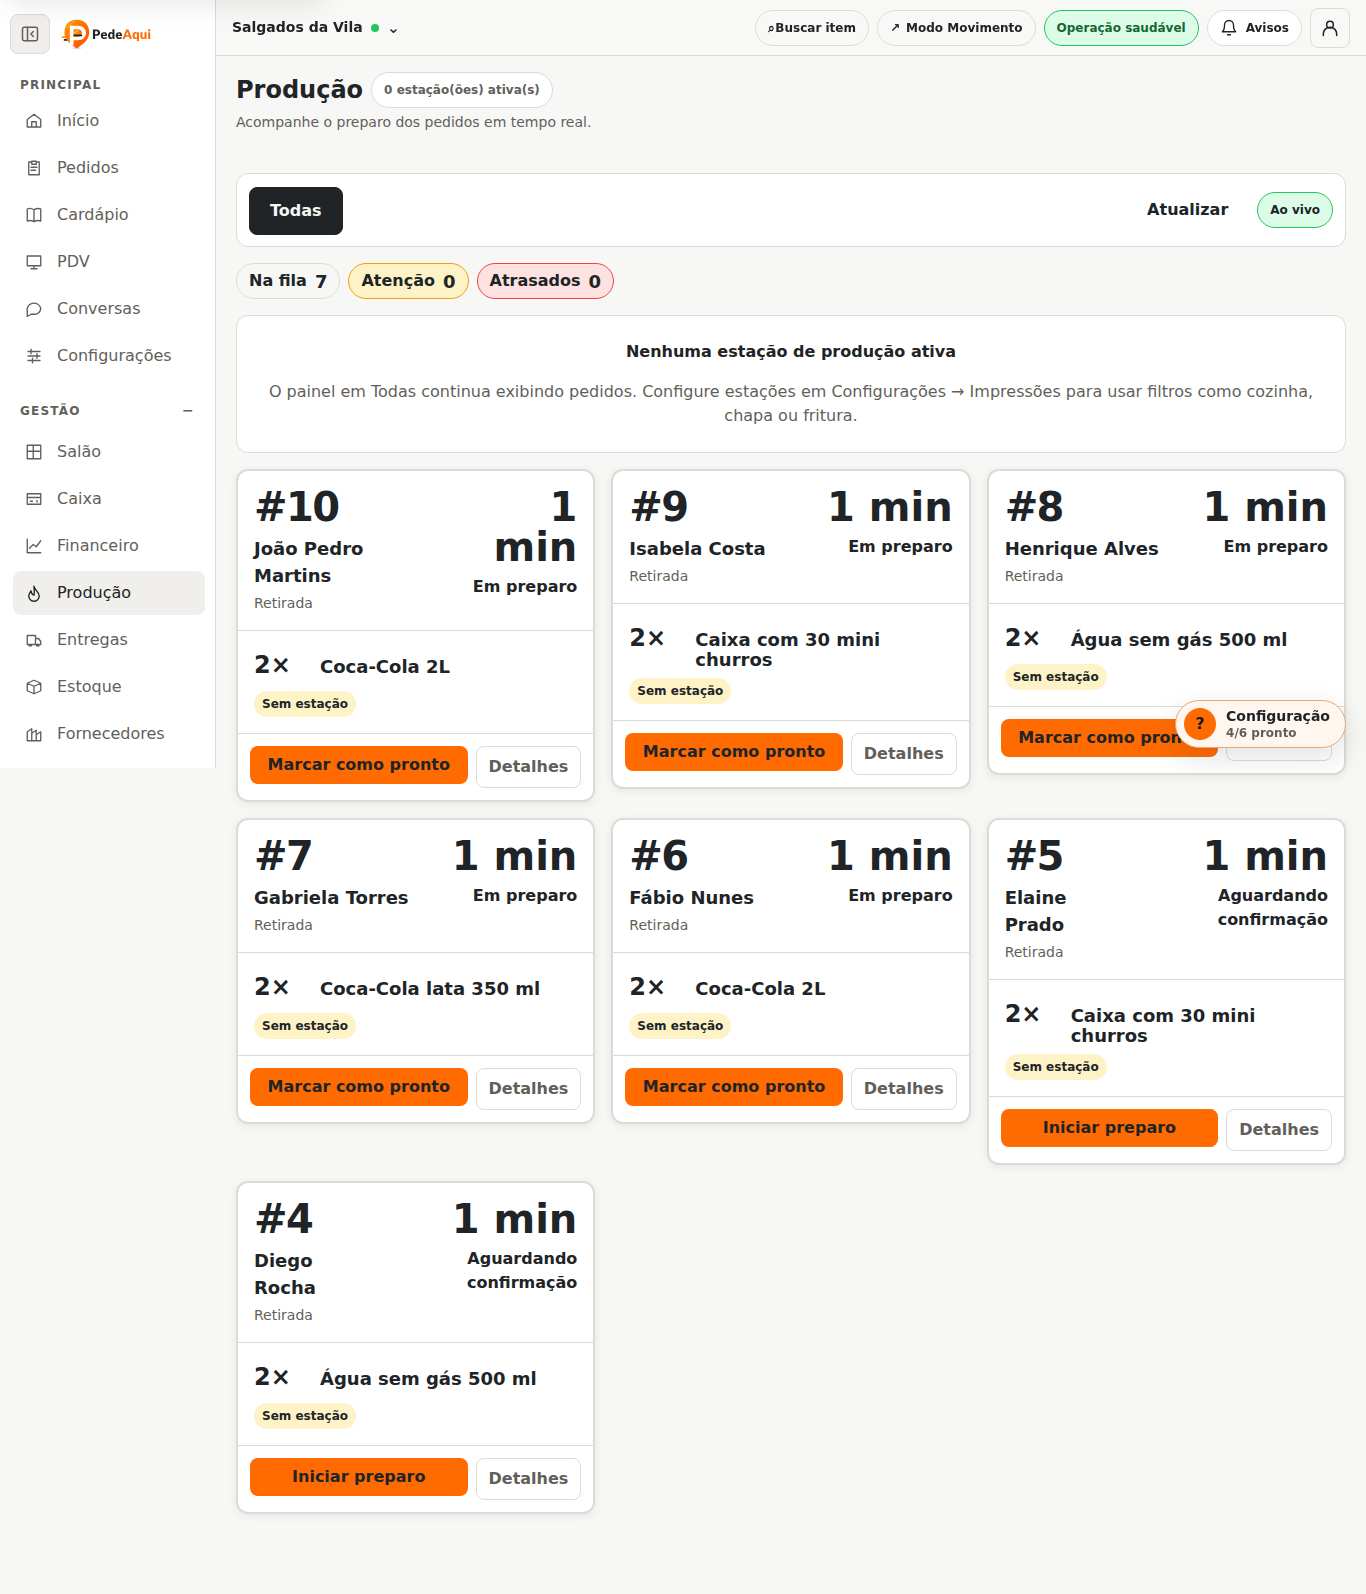 PedeAqui
PRINCIPAL
Início
Pedidos
Cardápio
PDV
Conversas
Configurações
GESTÃO −
Salão
Caixa
Financeiro
Produção
Entregas
Estoque
Fornecedores
Salgados da Vila
Buscar item
↗ Modo Movimento
Operação saudável
Avisos
Produção
0 estação(ões) ativa(s)
Acompanhe o preparo dos pedidos em tempo real.
Todas
Atualizar
Ao vivo
Na fila 7
Atenção 0
Atrasados 0
Nenhuma estação de produção ativa
O painel em Todas continua exibindo pedidos. Configure estações em Configurações → Impressões para usar filtros como cozinha,
chapa ou fritura.
#10
1
min
João Pedro
Martins
Em preparo
Retirada
2× Coca-Cola 2L
Sem estação
Marcar como pronto
Detalhes
#9
1 min
Isabela Costa
Em preparo
Retirada
2× Caixa com 30 mini
churros
Sem estação
Marcar como pronto
Detalhes
#8
1 min
Henrique Alves
Em preparo
Retirada
2× Água sem gás 500 ml
Sem estação
Marcar como pron
?
Configuração
4/6 pronto
#7
1 min
Gabriela Torres
Em preparo
Retirada
2× Coca-Cola lata 350 ml
Sem estação
Marcar como pronto
Detalhes
#6
1 min
Fábio Nunes
Em preparo
Retirada
2× Coca-Cola 2L
Sem estação
Marcar como pronto
Detalhes
#5
1 min
Elaine
Prado
Aguardando
confirmação
Retirada
2× Caixa com 30 mini
churros
Sem estação
Iniciar preparo
Detalhes
#4
1 min
Diego
Rocha
Aguardando
confirmação
Retirada
2× Água sem gás 500 ml
Sem estação
Iniciar preparo
Detalhes